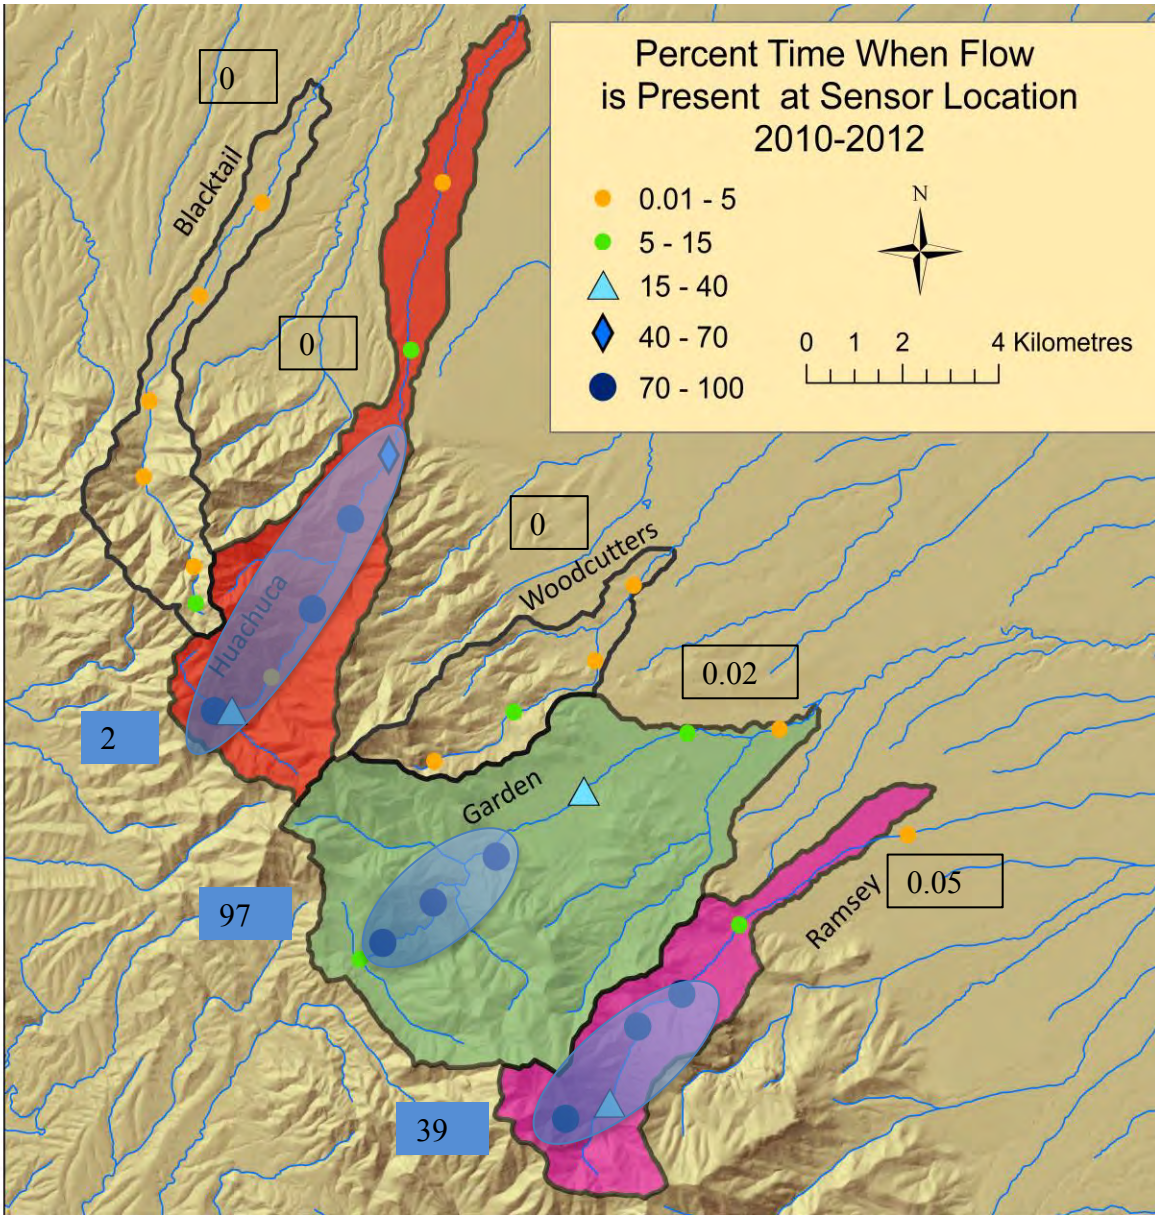 Percent Time When Flow
is Present at Sensor Location
2010-2012
0.01 - 5
5 - 15
15 - 40
40 - 70
70 - 100
N
0 1 2 4 Kilometres
0
Blacktail
0
0
Woodcutters
Huachuca
0.02
2
Garden
0.05
Ramsey
97
39